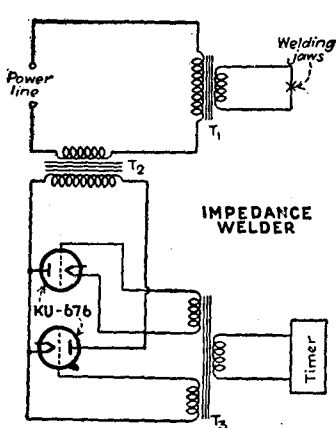 Welding
jaws
Power
line
T1
T2
IMPEDANCE
WELDER
KU-676
Timer
T3